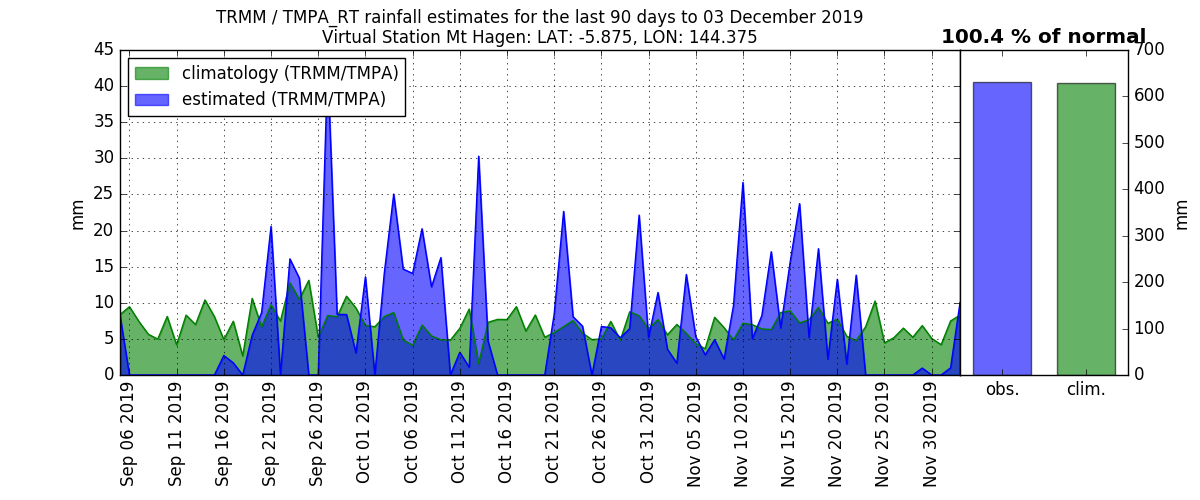 TRMM / TMPA_RT rainfall estimates for the last 90 days to 03 December 2019
Virtual Station Mt Hagen: LAT: -5.875, LON: 144.375
100.4 % of normal
climatology (TRMM/TMPA)
estimated (TRMM/TMPA)
mm
45
40
35
30
25
20
15
10
5
0
Sep 06 2019
Sep 11 2019
Sep 16 2019
Sep 21 2019
Sep 26 2019
Oct 01 2019
Oct 06 2019
Oct 11 2019
Oct 16 2019
Oct 21 2019
Oct 26 2019
Oct 31 2019
Nov 05 2019
Nov 10 2019
Nov 15 2019
Nov 20 2019
Nov 25 2019
Nov 30 2019
700
600
500
400
300
200
100
0
mm
obs.
clim.